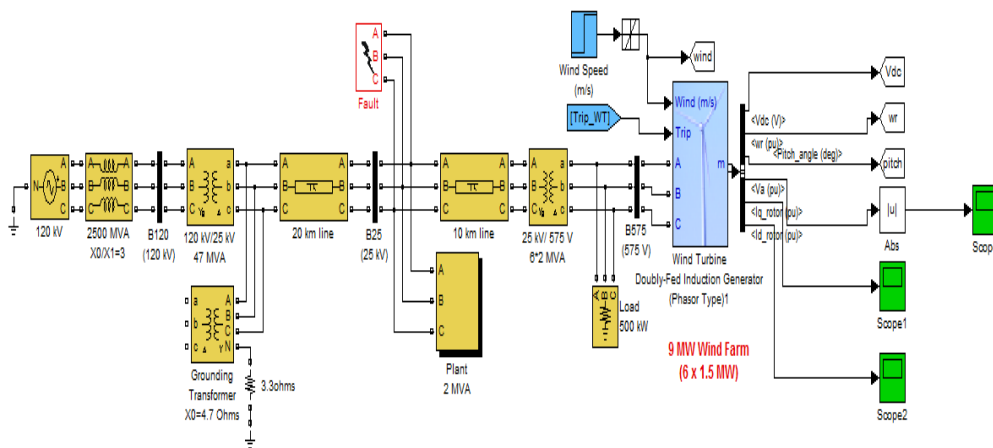 A
B
C
Fault
Wind Speed
(m/s)
wind
[Trip_WT]
Wind (m/s)
Trip
A
B
C
m
<Vdc (V)>
<wr (pu)>
<Pitch_angle (deg)>
<Va (pu)>
<Iq_rotor (pu)>
<Id_rotor (pu)>
Vdc
wr
pitch
|u|
Abs
Scop
Scope1
Scope2
N
A
B
C
120 kV
A
B
C
A
B
C
2500 MVA
X0/X1=3
B120
(120 kV)
A
B
C
a
b
c
Yg
Δ
120 kV/25 kV
47 MVA
A
B
C
A
B
C
20 km line
B25
(25 kV)
A
B
C
A
B
C
10 km line
A
B
C
a
b
c
Yg
Δ
25 kV/ 575 V
6*2 MVA
B575
(575 V)
Wind Turbine
Doubly-Fed Induction Generator
(Phasor Type)1
a
b
c
A
B
C
N
Δ
Y
Grounding
Transformer
X0=4.7 Ohms
3.3ohms
A
B
C
Plant
2 MVA
A
B
C
Load
500 kW
9 MW Wind Farm
(6 x 1.5 MW)